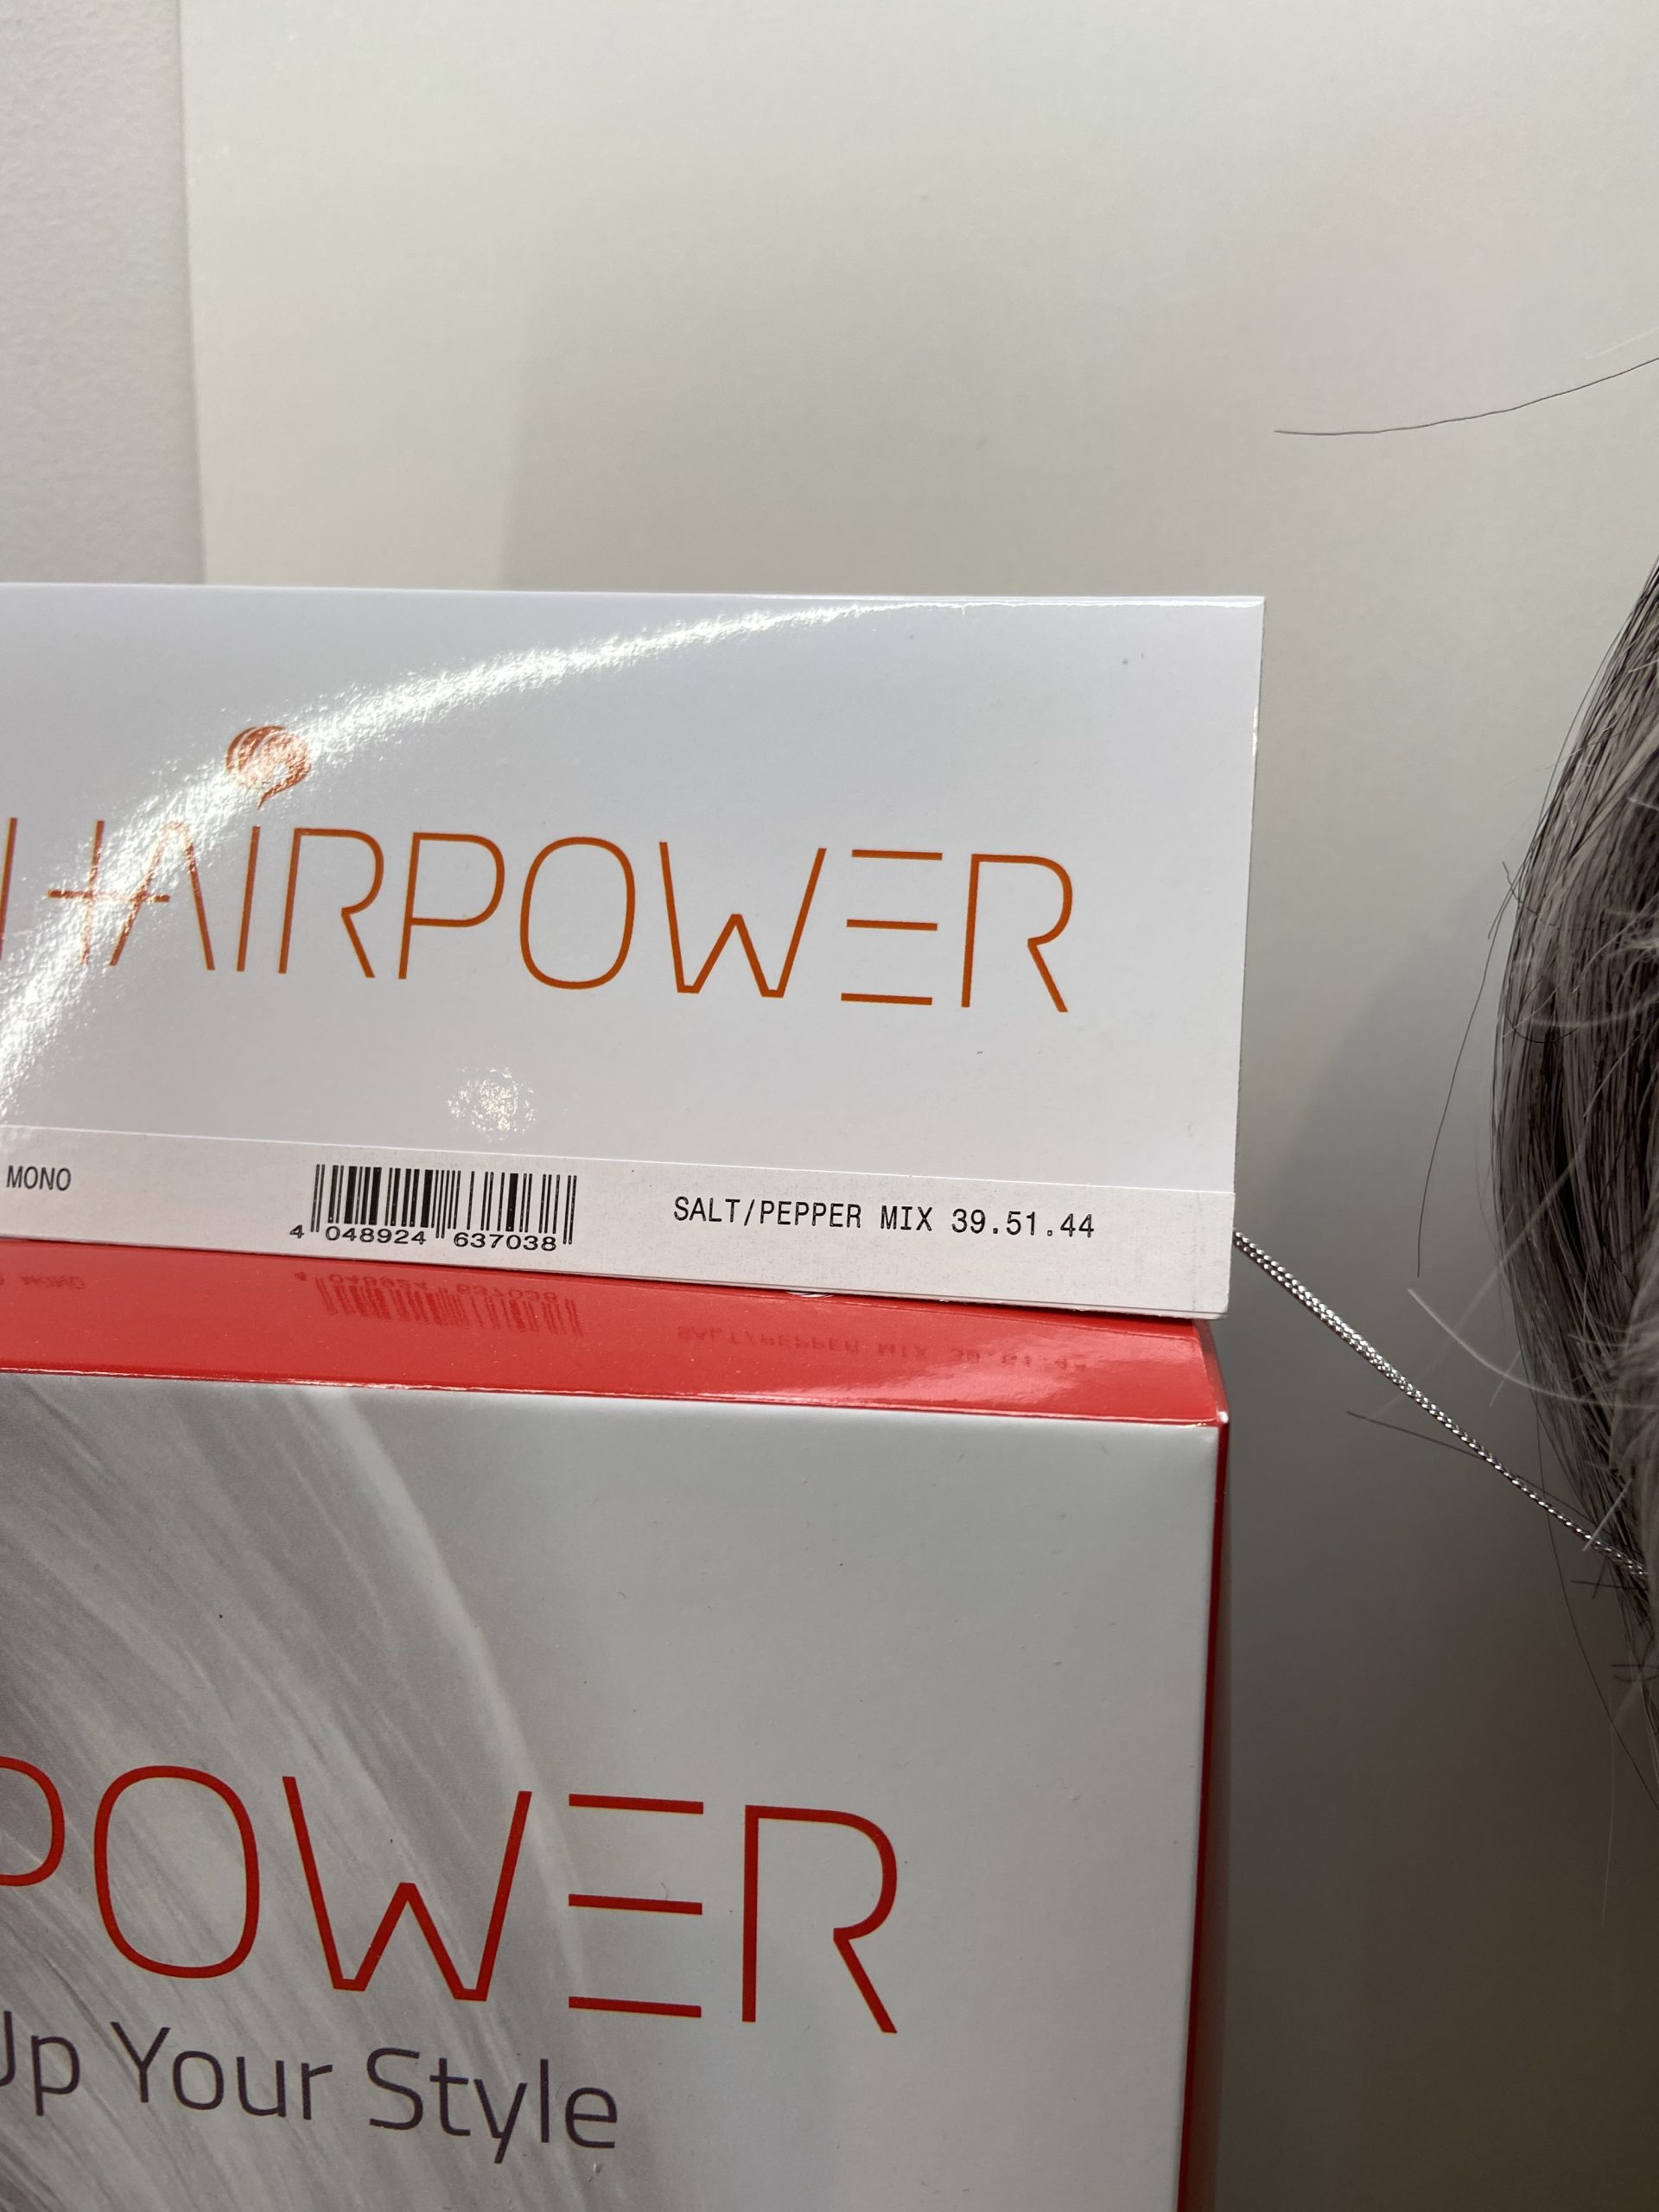 HAIRPOWER
MONO
4 048924 637038
SALT/PEPPER MIX 39.51.44
POWER
Up Your Style